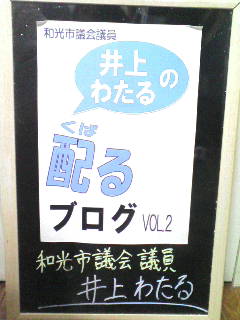 和光市議会議員
井上
わたるの
くば
配る
ブログ VOL.2
和光市議会 議員
井上 わたる